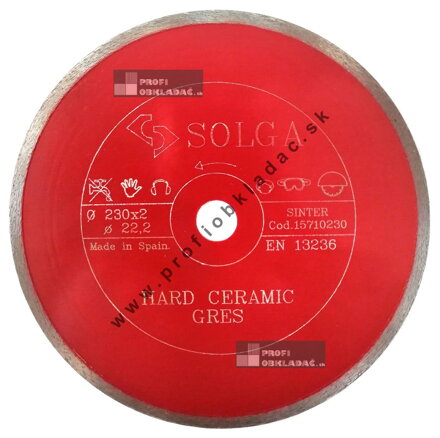 PROFI
OBKLADAČ.sk
SOLGA
www.profiobkladac.sk
Ø 230x2
Ø 22,2
Made in Spain
SINTER
Cod.15710230
EN 13236
HARD CERAMIC
GRES
PROFI
OBKLADAČ.sk